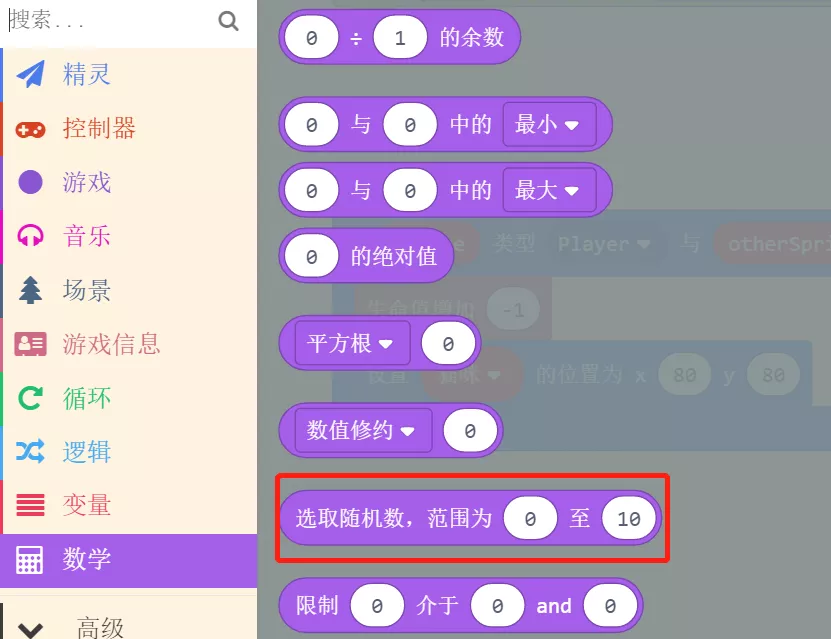 搜索...
精灵
控制器
游戏
音乐
场景
游戏信息
循环
逻辑
变量
数学
高级
0 ÷ 1 的余数
0 与 0 中的 最小
0 与 0 中的 最大
0 的绝对值
平方根 0
数值修约 0
选取随机数，范围为 0 至 10
限制 0 介于 0 and 0
类型 Player 与 otherSpri
-1
的位置为 x 80 y 80